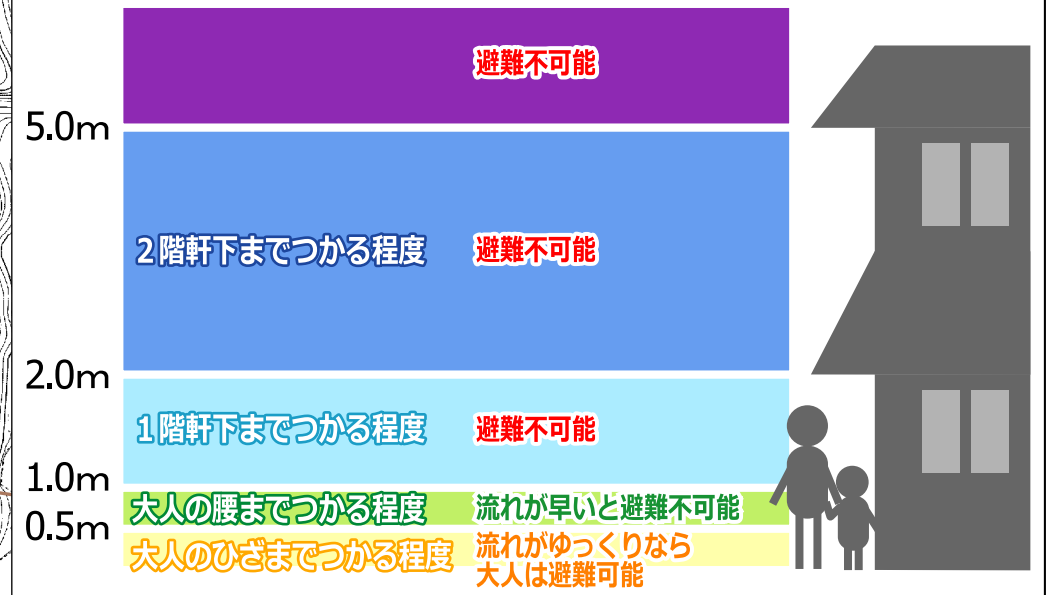 避難不可能
5.0m
2階軒下までつかる程度 避難不可能
2.0m
1階軒下までつかる程度 避難不可能
1.0m
大人の腰までつかる程度 流れが早いと避難不可能
0.5m
大人のひざまでつかる程度 流れがゆっくりなら
大人は避難可能